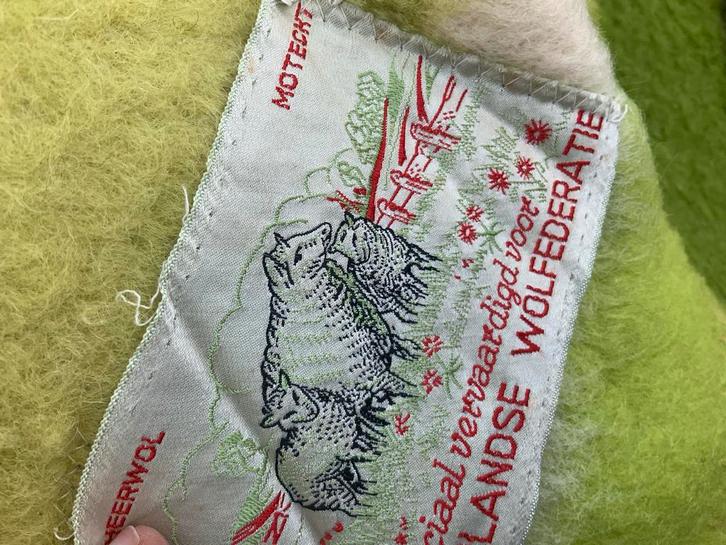 HEERWOL
MOTECHT
ciaal vervaardigd voor
LANDSE WOLFEDERATIE